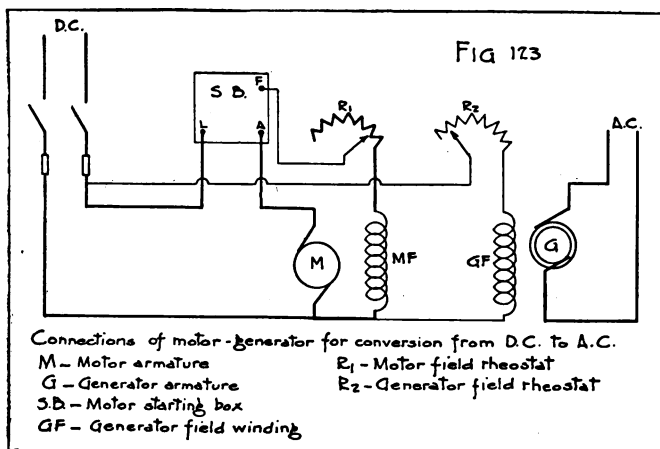 D.C.
FIG 123
S.B.
F
L
A
R1
R2
A.C.
M
MF
GF
G
Connections of motor-generator for conversion from D.C. to A.C.
M - Motor armature
G - Generator armature
S.B. - Motor starting box
GF - Generator field winding
R1 - Motor field rheostat
R2 - Generator field rheostat